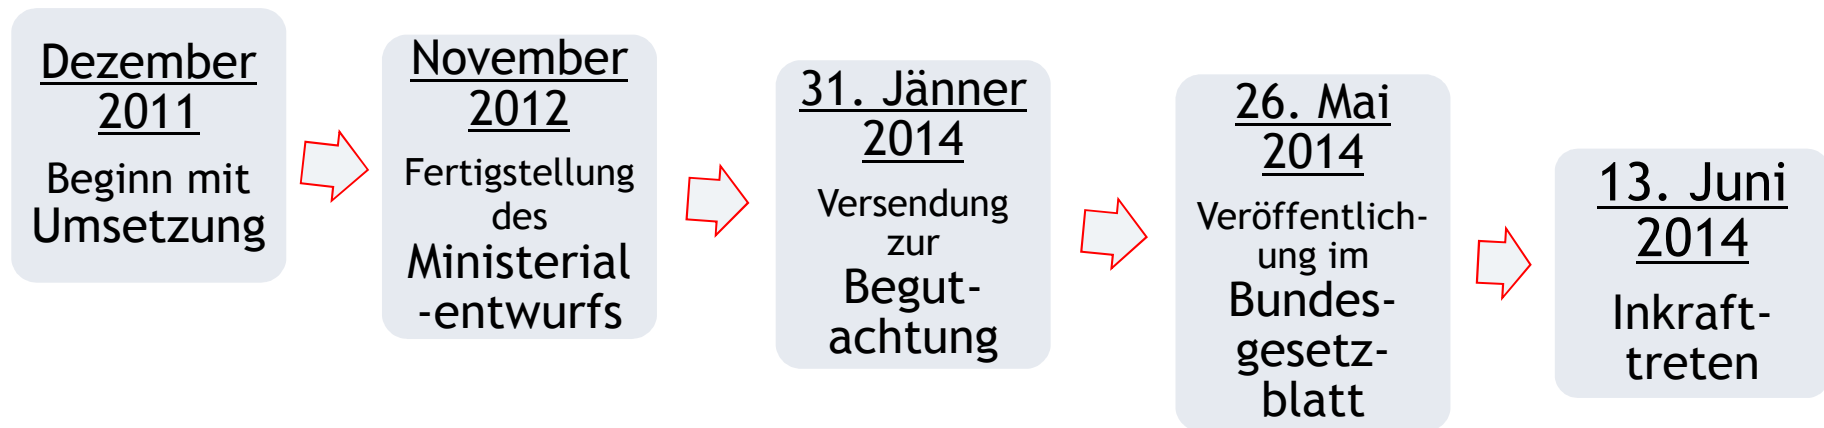 Dezember
2011
Beginn mit
Umsetzung
November
2012
Fertigstellung
des
Ministerial
-entwurfs
31. Jänner
2014
Versendung
zur
Begut-
achtung
26. Mai
2014
Veröffentlich-
ung im
Bundes-
gesetz-
blatt
13. Juni
2014
Inkraft-
treten